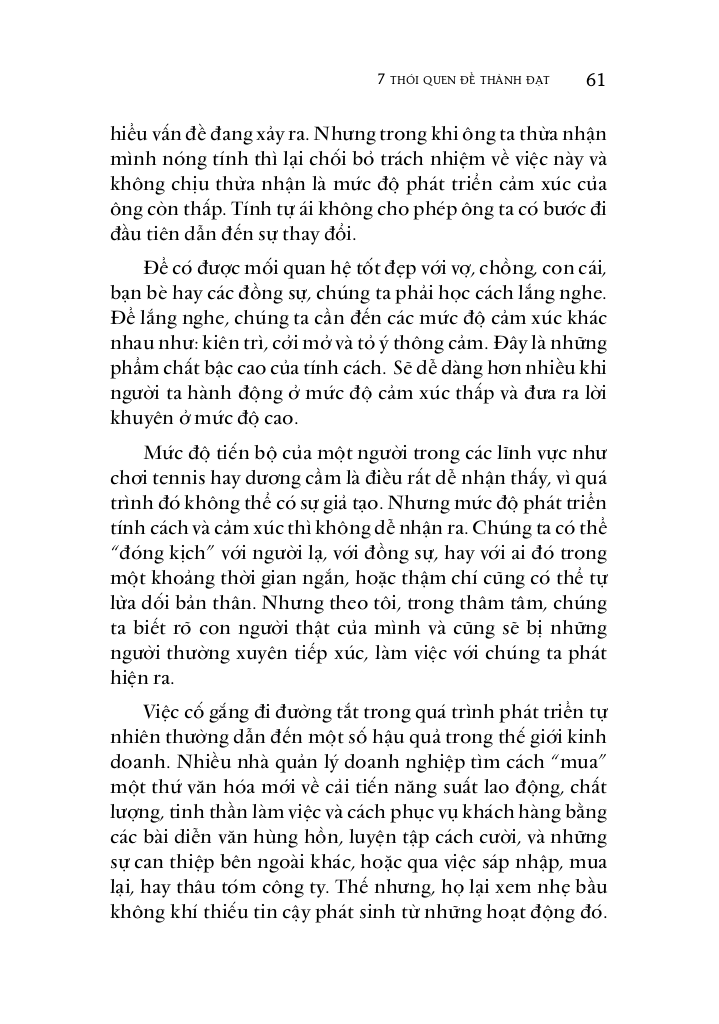 7 THÓI QUEN ĐỂ THÀNH ĐẠT 61
hiểu vấn đề đang xảy ra. Nhưng trong khi ông ta thừa nhận
mình nóng tính thì lại chối bỏ trách nhiệm về việc này và
không chịu thừa nhận là mức độ phát triển cảm xúc của
ông còn thấp. Tính tự ái không cho phép ông ta có bước đi
đầu tiên dẫn đến sự thay đổi.
Để có được mối quan hệ tốt đẹp với vợ, chồng, con cái,
bạn bè hay các đồng sự, chúng ta phải học cách lắng nghe.
Để lắng nghe, chúng ta cần đến các mức độ cảm xúc khác
nhau như: kiên trì, cởi mở và tỏ ý thông cảm. Đây là những
phẩm chất bậc cao của tính cách. Sẽ dễ dàng hơn nhiều khi
người ta hành động ở mức độ cảm xúc thấp và đưa ra lời
khuyên ở mức độ cao.
Mức độ tiến bộ của một người trong các lĩnh vực như
chơi tennis hay dương cầm là điều rất dễ nhận thấy, vì quá
trình đó không thể có sự giả tạo. Nhưng mức độ phát triển
tính cách và cảm xúc thì không dễ nhận ra. Chúng ta có thể
“đóng kịch” với người lạ, với đồng sự, hay với ai đó trong
một khoảng thời gian ngắn, hoặc thậm chí cũng có thể tự
lừa dối bản thân. Nhưng theo tôi, trong thâm tâm, chúng
ta biết rõ con người thật của mình và cũng sẽ bị những
người thường xuyên tiếp xúc, làm việc với chúng ta phát
hiện ra.
Việc cố gắng đi đường tắt trong quá trình phát triển tự
nhiên thường dẫn đến một số hậu quả trong thế giới kinh
doanh. Nhiều nhà quản lý doanh nghiệp tìm cách “mua”
một thứ văn hóa mới về cải tiến năng suất lao động, chất
lượng, tinh thần làm việc và cách phục vụ khách hàng bằng
các bài diễn văn hùng hồn, luyện tập cách cười, và những
sự can thiệp bên ngoài khác, hoặc qua việc sáp nhập, mua
lại, hay thâu tóm công ty. Thế nhưng, họ lại xem nhẹ bầu
không khí thiếu tin cậy phát sinh từ những hoạt động đó.